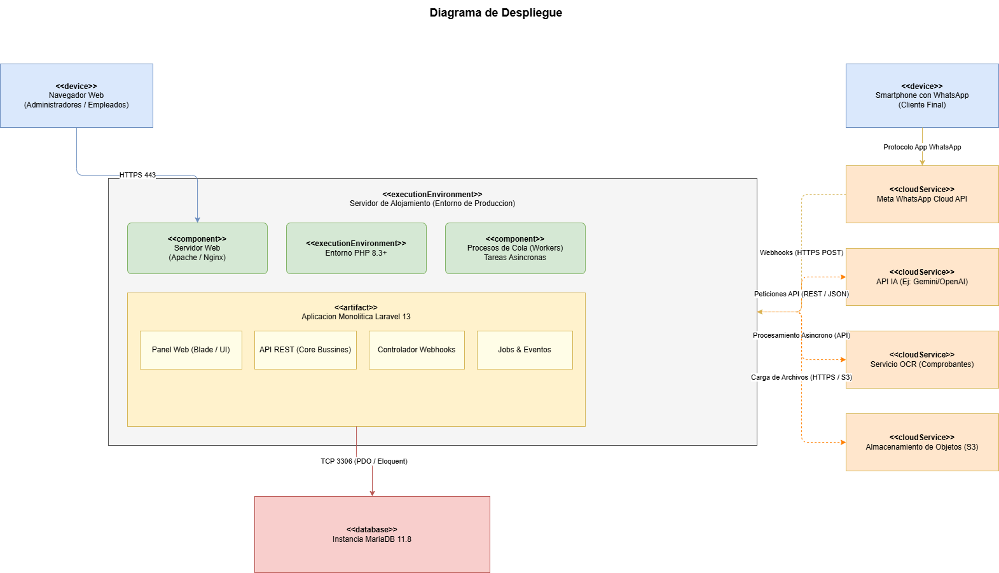 Diagrama de Despliegue
<<device>>
Navegador Web
(Administradores / Empleados)
<<device>>
Smartphone con WhatsApp
(Cliente Final)
Protocolo App WhatsApp
HTTPS 443
<<executionEnvironment>>
Servidor de Alojamiento (Entorno de Produccion)
<<cloudService>>
Meta WhatsApp Cloud API
<<component>>
Servidor Web
(Apache / Nginx)
<<executionEnvironment>>
Entorno PHP 8.3+
<<component>>
Procesos de Cola (Workers)
Tareas Asincronas
Webhooks (HTTPS POST)
<<cloudService>>
API IA (Ej: Gemini/OpenAI)
Peticiones API (REST / JSON)
<<artifact>>
Aplicacion Monolitica Laravel 13
Panel Web (Blade / UI)
API REST (Core Bussines)
Controlador Webhooks
Jobs & Eventos
Procesamiento Asincrono (API)
<<cloudService>>
Servicio OCR (Comprobantes)
Carga de Archivos (HTTPS / S3)
<<cloudService>>
Almacenamiento de Objetos (S3)
TCP 3306 (PDO / Eloquent)
<<database>>
Instancia MariaDB 11.8